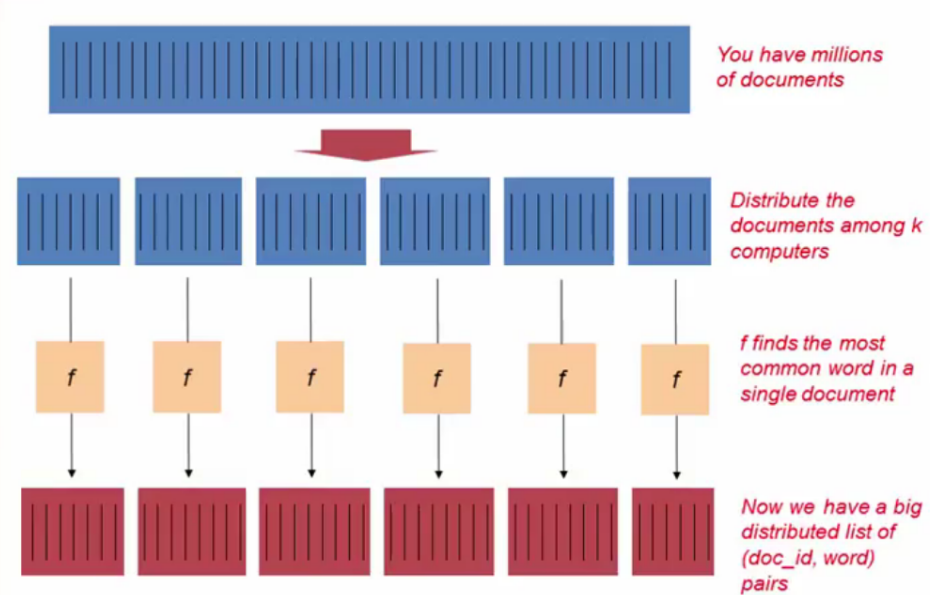 You have millions
of documents
Distribute the
documents among k
computers
f finds the most
common word in a
single document
f
f
f
f
f
f
Now we have a big
distributed list of
(doc_id, word)
pairs